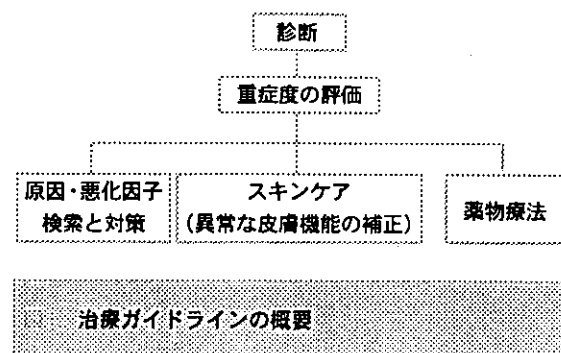 診断
重症度の評価
原因・悪化因子
検索と対策
スキンケア
（異常な皮膚機能の補正）
薬物療法
治療ガイドラインの概要